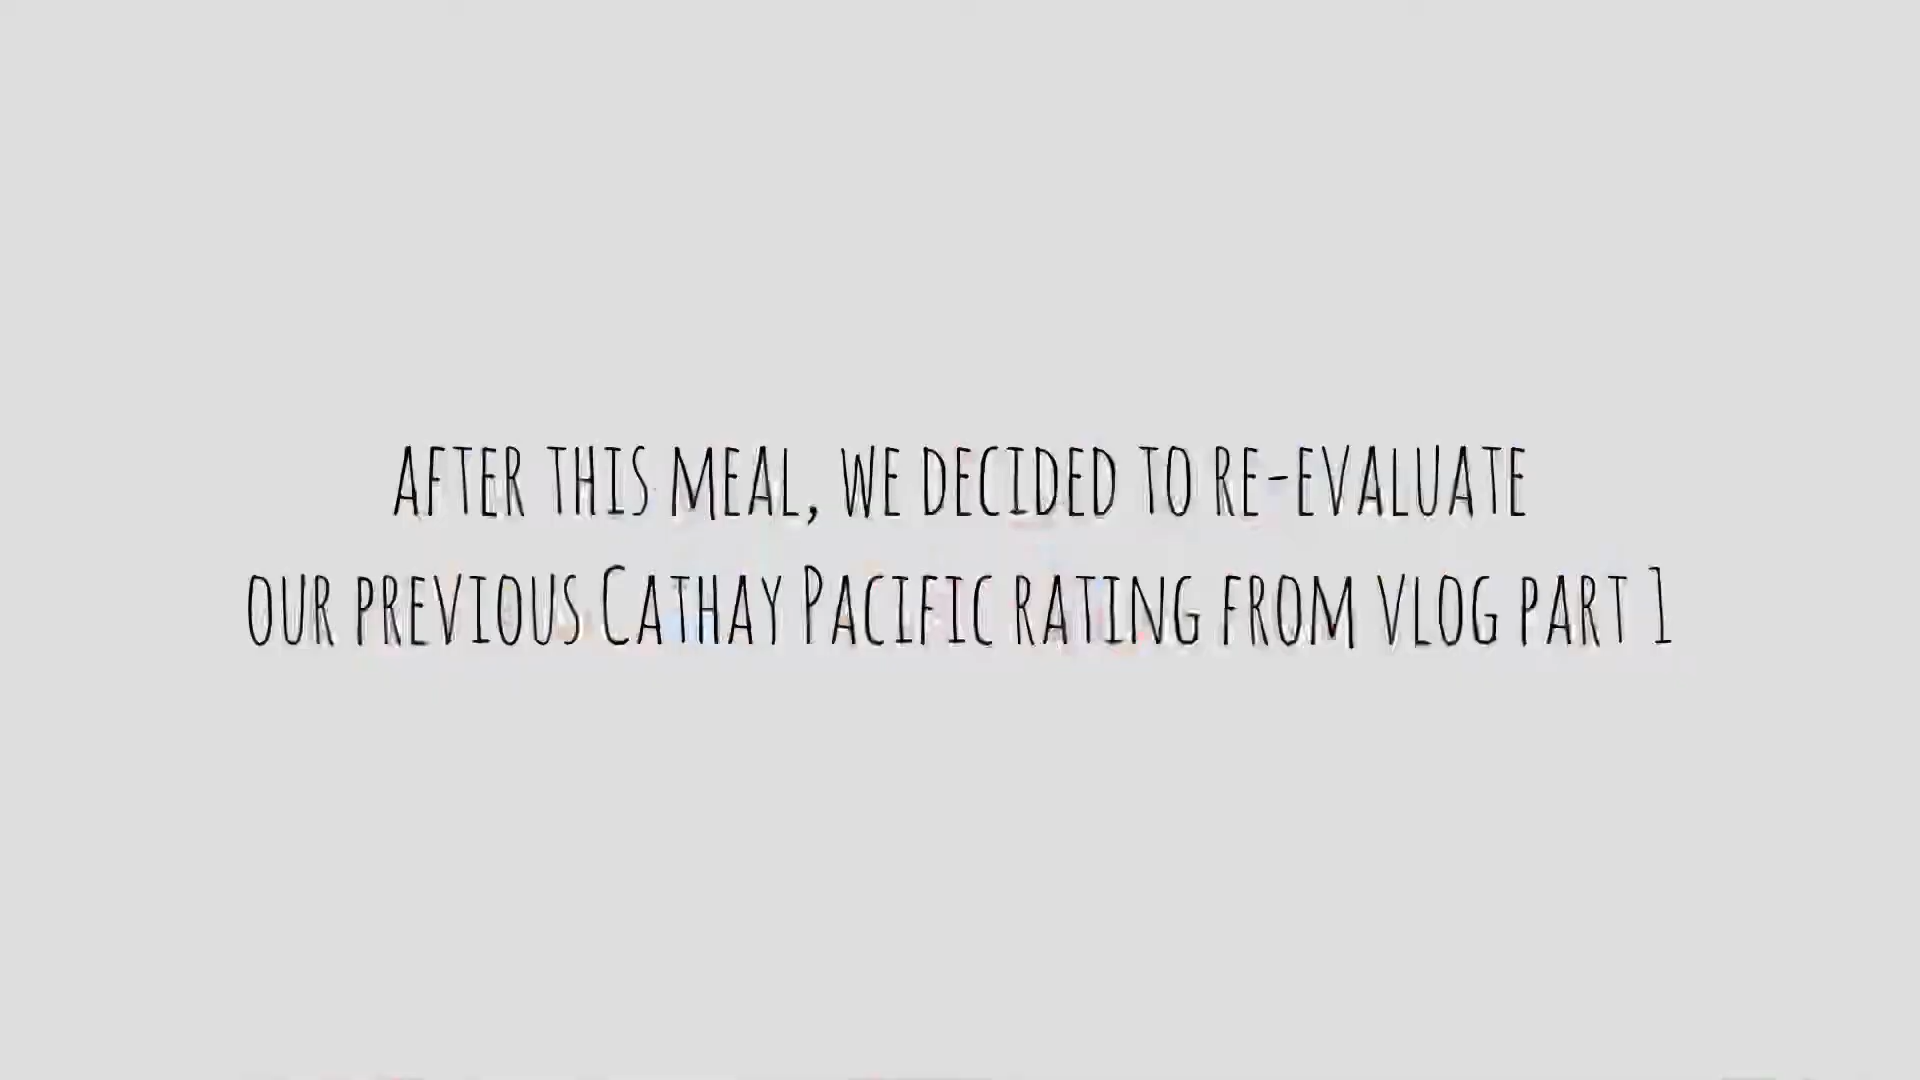 AFTER THIS MEAL, WE DECIDED TO RE-EVALUATE
OUR PREVIOUS CATHAY PACIFIC RATING FROM VLOG PART 1